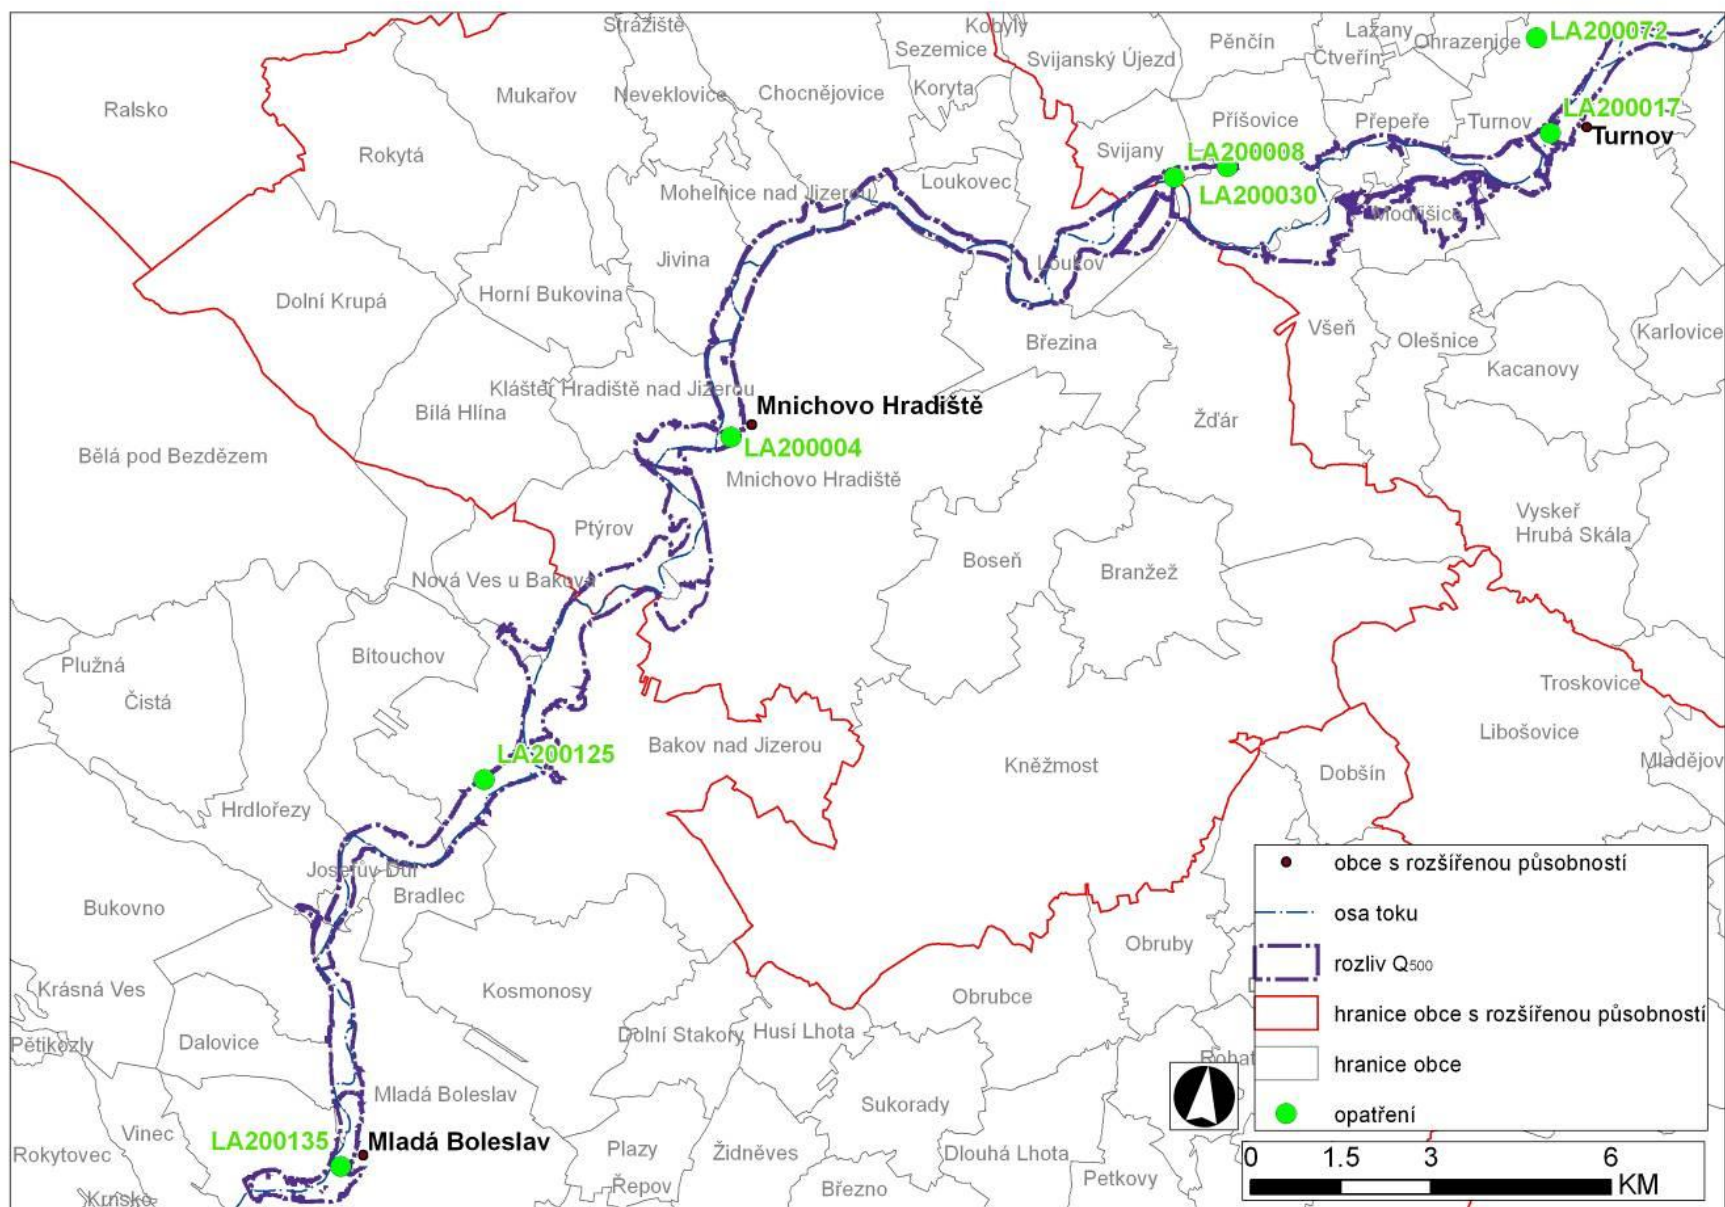 Strážiště
Kobyly
Lažany
LA200072
Ohrazenice
Sezemice
Pěnčín
Čtveřín
Svijanský Újezd
Ralsko
Mukařov
Neveklovice
Chocnějovice
Koryta
LA200017
Příšovice
Přepeře
Turnov
Turnov
Rokytá
Svijany
LA200008
Loukovec
Mohelnice nad Jizerou
LA200030
Modřišice
Jivina
Loukov
Dolní Krupá
Horní Bukovina
Všeň
Karlovice
Březina
Olešnice
Kacanovy
Klášter Hradiště nad Jizerou
Mnichovo Hradiště
Bílá Hlína
Žďár
LA200004
Bělá pod Bezdězem
Mnichovo Hradiště
Vyskeř
Ptýrov
Hrubá Skála
Boseň
Branžež
Nová Ves u Bakova
Bítouchov
Plužná
Troskovice
Čistá
Libošovice
Bakov nad Jizerou
LA200125
Kněžmost
Dobšín
Mladějov
Hrdlořezy
Josefův Důl
obce s rozšířenou působností
Bradlec
Bukovno
osa toku
Obruby
rozliv Q500
Krásná Ves
Kosmonosy
Obrubce
hranice obce s rozšířenou působností
Dolní Stakory
Husí Lhota
Pětikozly
Dalovice
Rohat
hranice obce
Mladá Boleslav
Sukorady
opatření
Vinec
LA200135
Mladá Boleslav
Rokytovec
Plazy
Židněves
Dlouhá Lhota
0 1.5 3 6
Petkovy
KM
Řepov
Březno
Krnsko